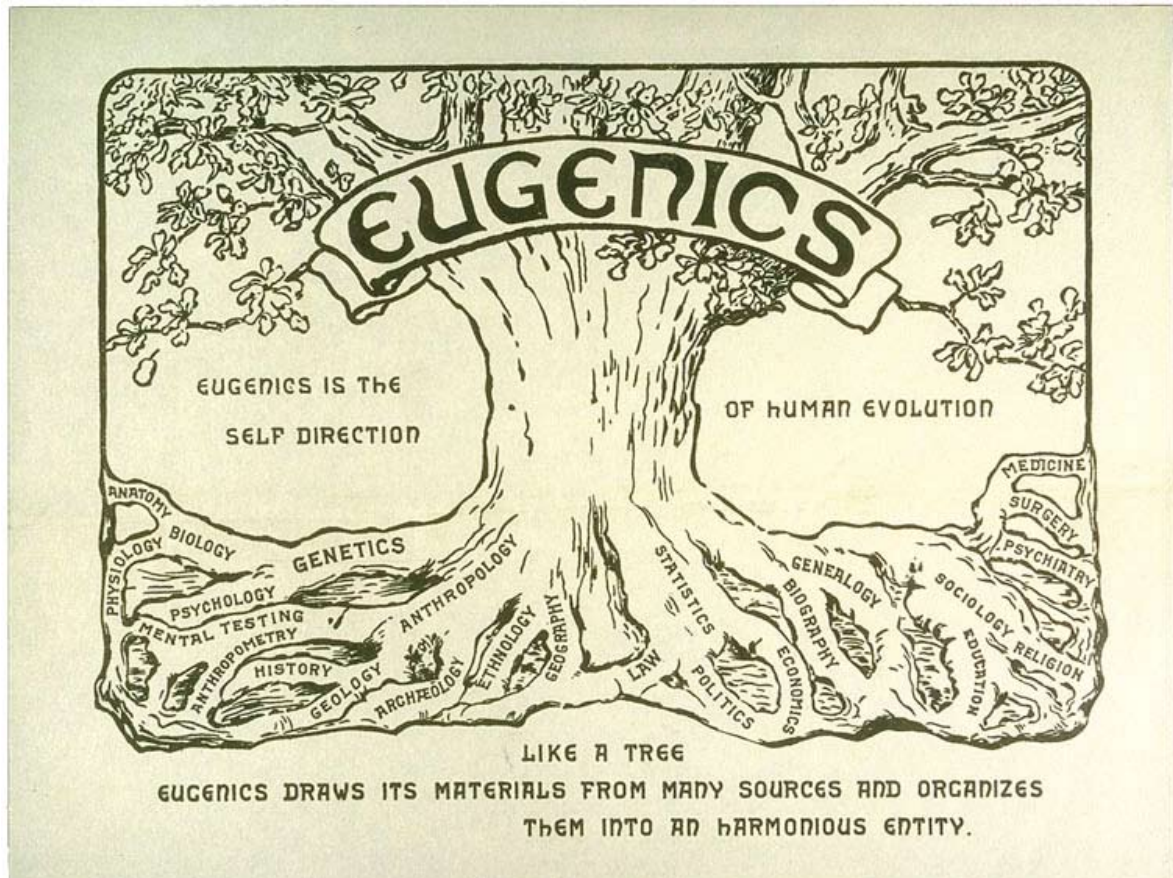 EUGENICS
EUGENICS IS THE
SELF DIRECTION
OF HUMAN EVOLUTION
ANATOMY
PHYSIOLOGY
BIOLOGY
GENETICS
PSYCHOLOGY
MENTAL TESTING
ANTHROPOMETRY
ANTHROPOLOGY
HISTORY
GEOLOGY
ARCHÆOLOGY
ETHNOLOGY
GEOGRAPHY
LAW
STATISTICS
POLITICS
ECONOMICS
BIOGRAPHY
GENEALOGY
SOCIOLOGY
EDUCATION
RELIGION
PSYCHIATRY
SURGERY
MEDICINE
LIKE A TREE
EUGENICS DRAWS ITS MATERIALS FROM MANY SOURCES AND ORGANIZES
THEM INTO AN HARMONIOUS ENTITY.